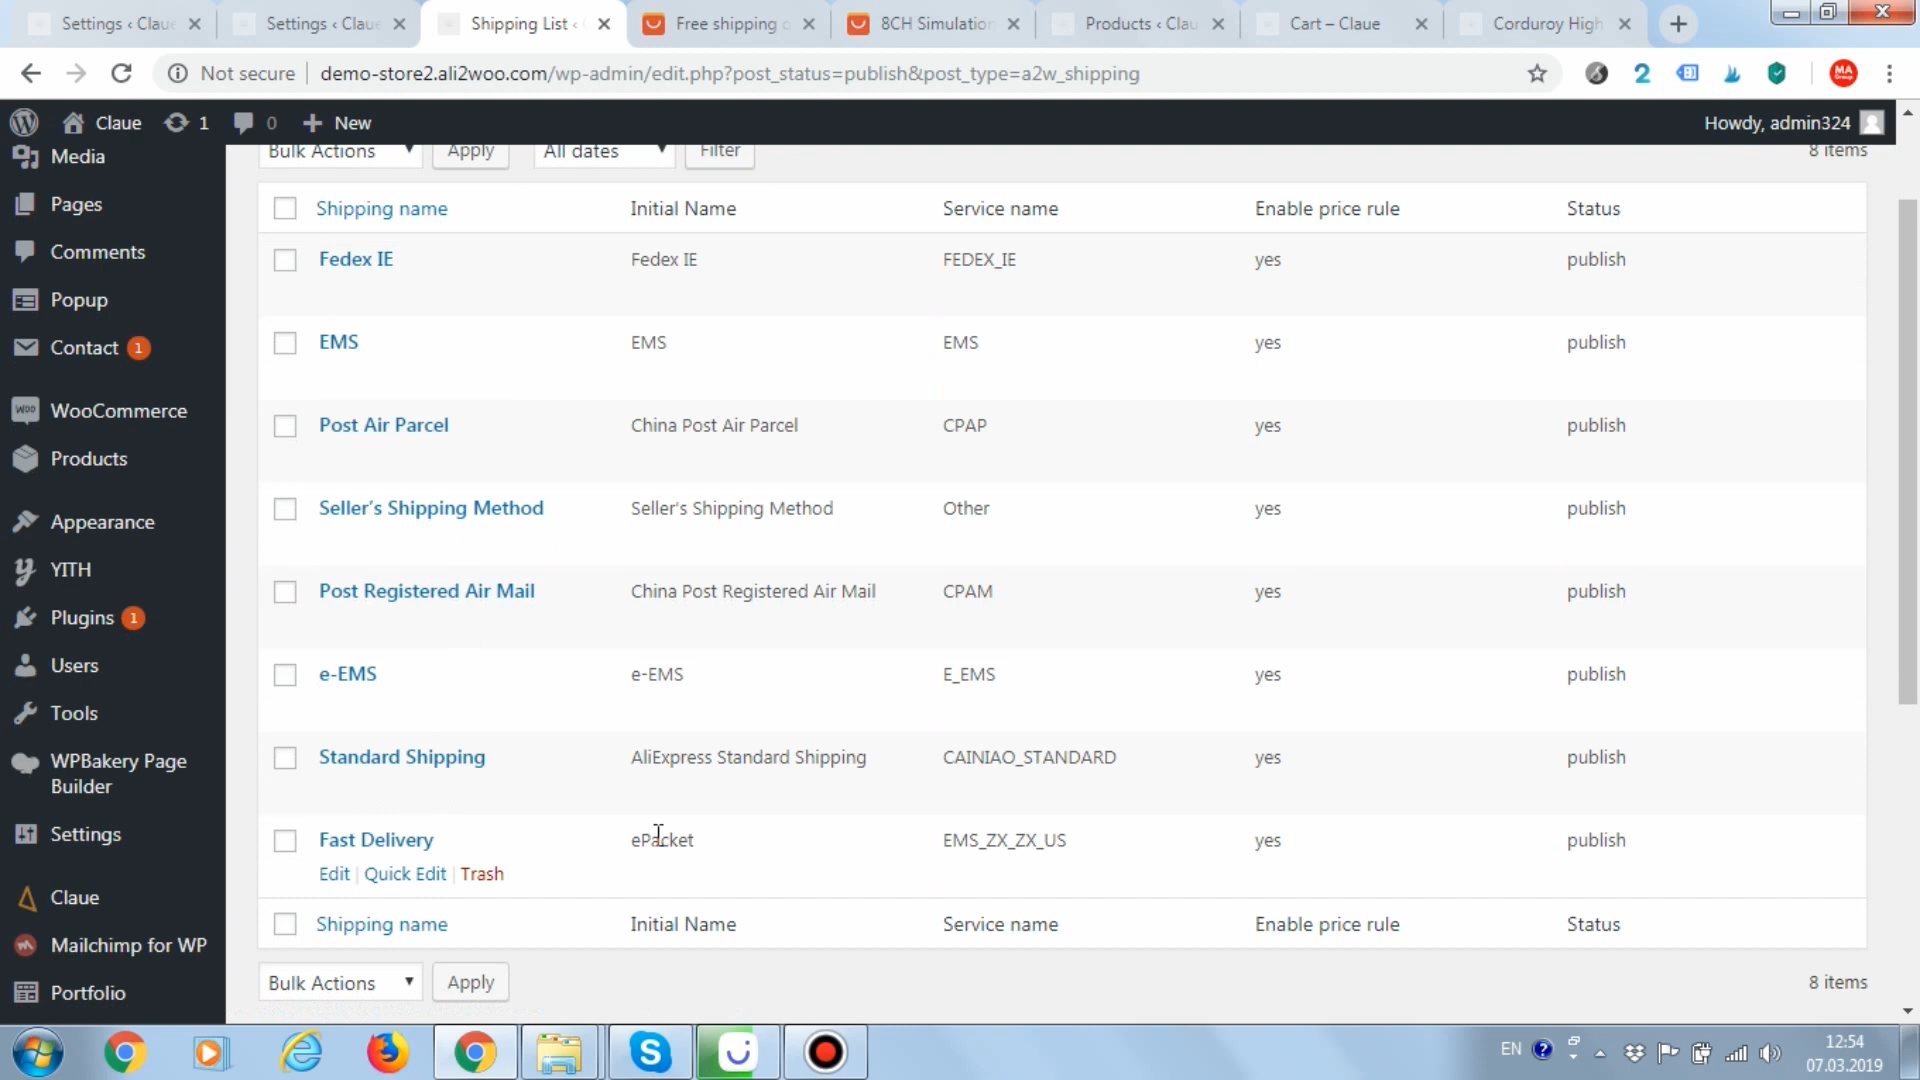 Settings ‹ Claue
Settings ‹ Claue
Shipping List ‹
Free shipping o
8CH Simulation
Products ‹ Clau
Cart – Claue
Corduroy High
Not secure
demo-store2.ali2woo.com/wp-admin/edit.php?post_status=publish&post_type=a2w_shipping
Claue
1
0
New
Howdy, admin324
Media
Pages
Comments
Popup
Contact 1
WooCommerce
Products
Appearance
YITH
Plugins 1
Users
Tools
WPBakery Page
Builder
Settings
Claue
Mailchimp for WP
Portfolio
Bulk Actions
Apply
All dates
Filter
8 items
Shipping name Initial Name Service name Enable price rule Status
Fedex IE Fedex IE FEDEX_IE yes publish
EMS EMS EMS yes publish
Post Air Parcel China Post Air Parcel CPAP yes publish
Seller's Shipping Method Seller's Shipping Method Other yes publish
Post Registered Air Mail China Post Registered Air Mail CPAM yes publish
e-EMS e-EMS E_EMS yes publish
Standard Shipping AliExpress Standard Shipping CAINIAO_STANDARD yes publish
Fast Delivery ePacket EMS_ZX_ZX_US yes publish
Edit | Quick Edit | Trash
Shipping name Initial Name Service name Enable price rule Status
Bulk Actions
Apply
8 items
EN
12:54
07.03.2019